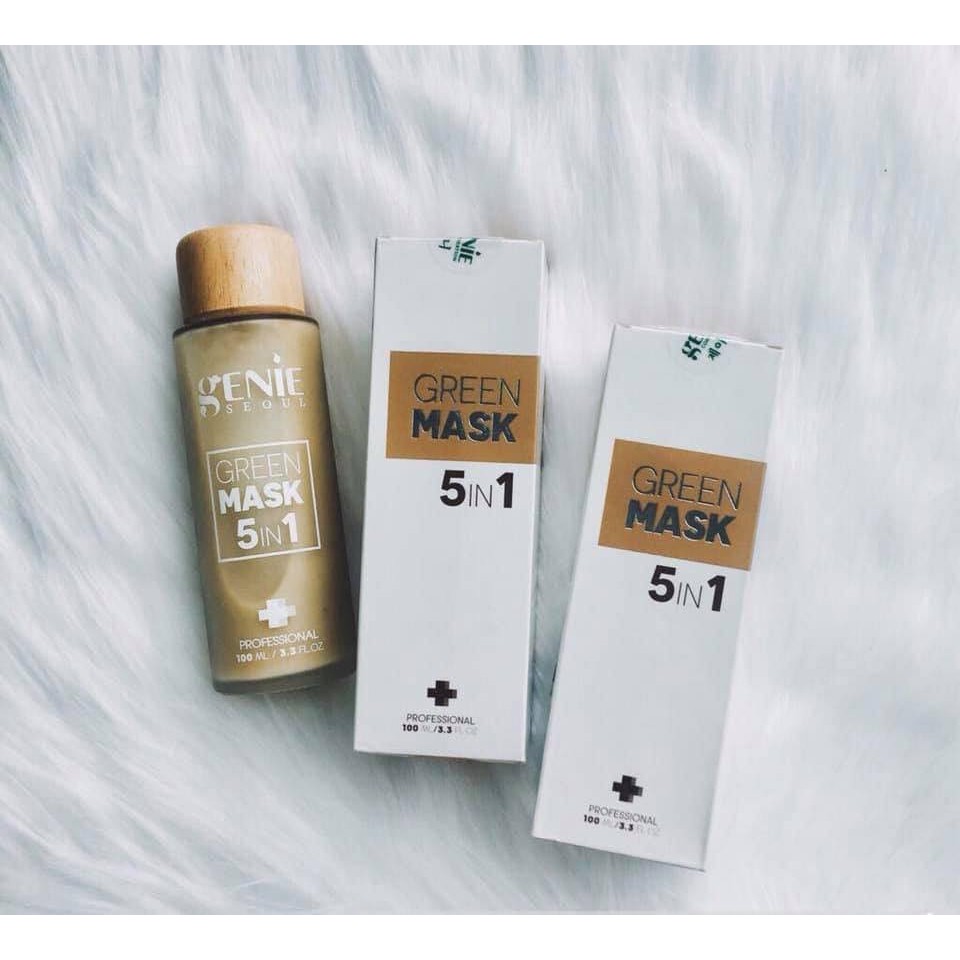 gENIE
SEOUL
GREEN
MASK
5IN1
PROFESSIONAL
100 ML / 3.3 FL.OZ
GREEN
MASK
5IN1
PROFESSIONAL
100 ML/3.3 FL OZ
GREEN
MASK
5IN1
PROFESSIONAL
100 ML/3.3 FL OZ